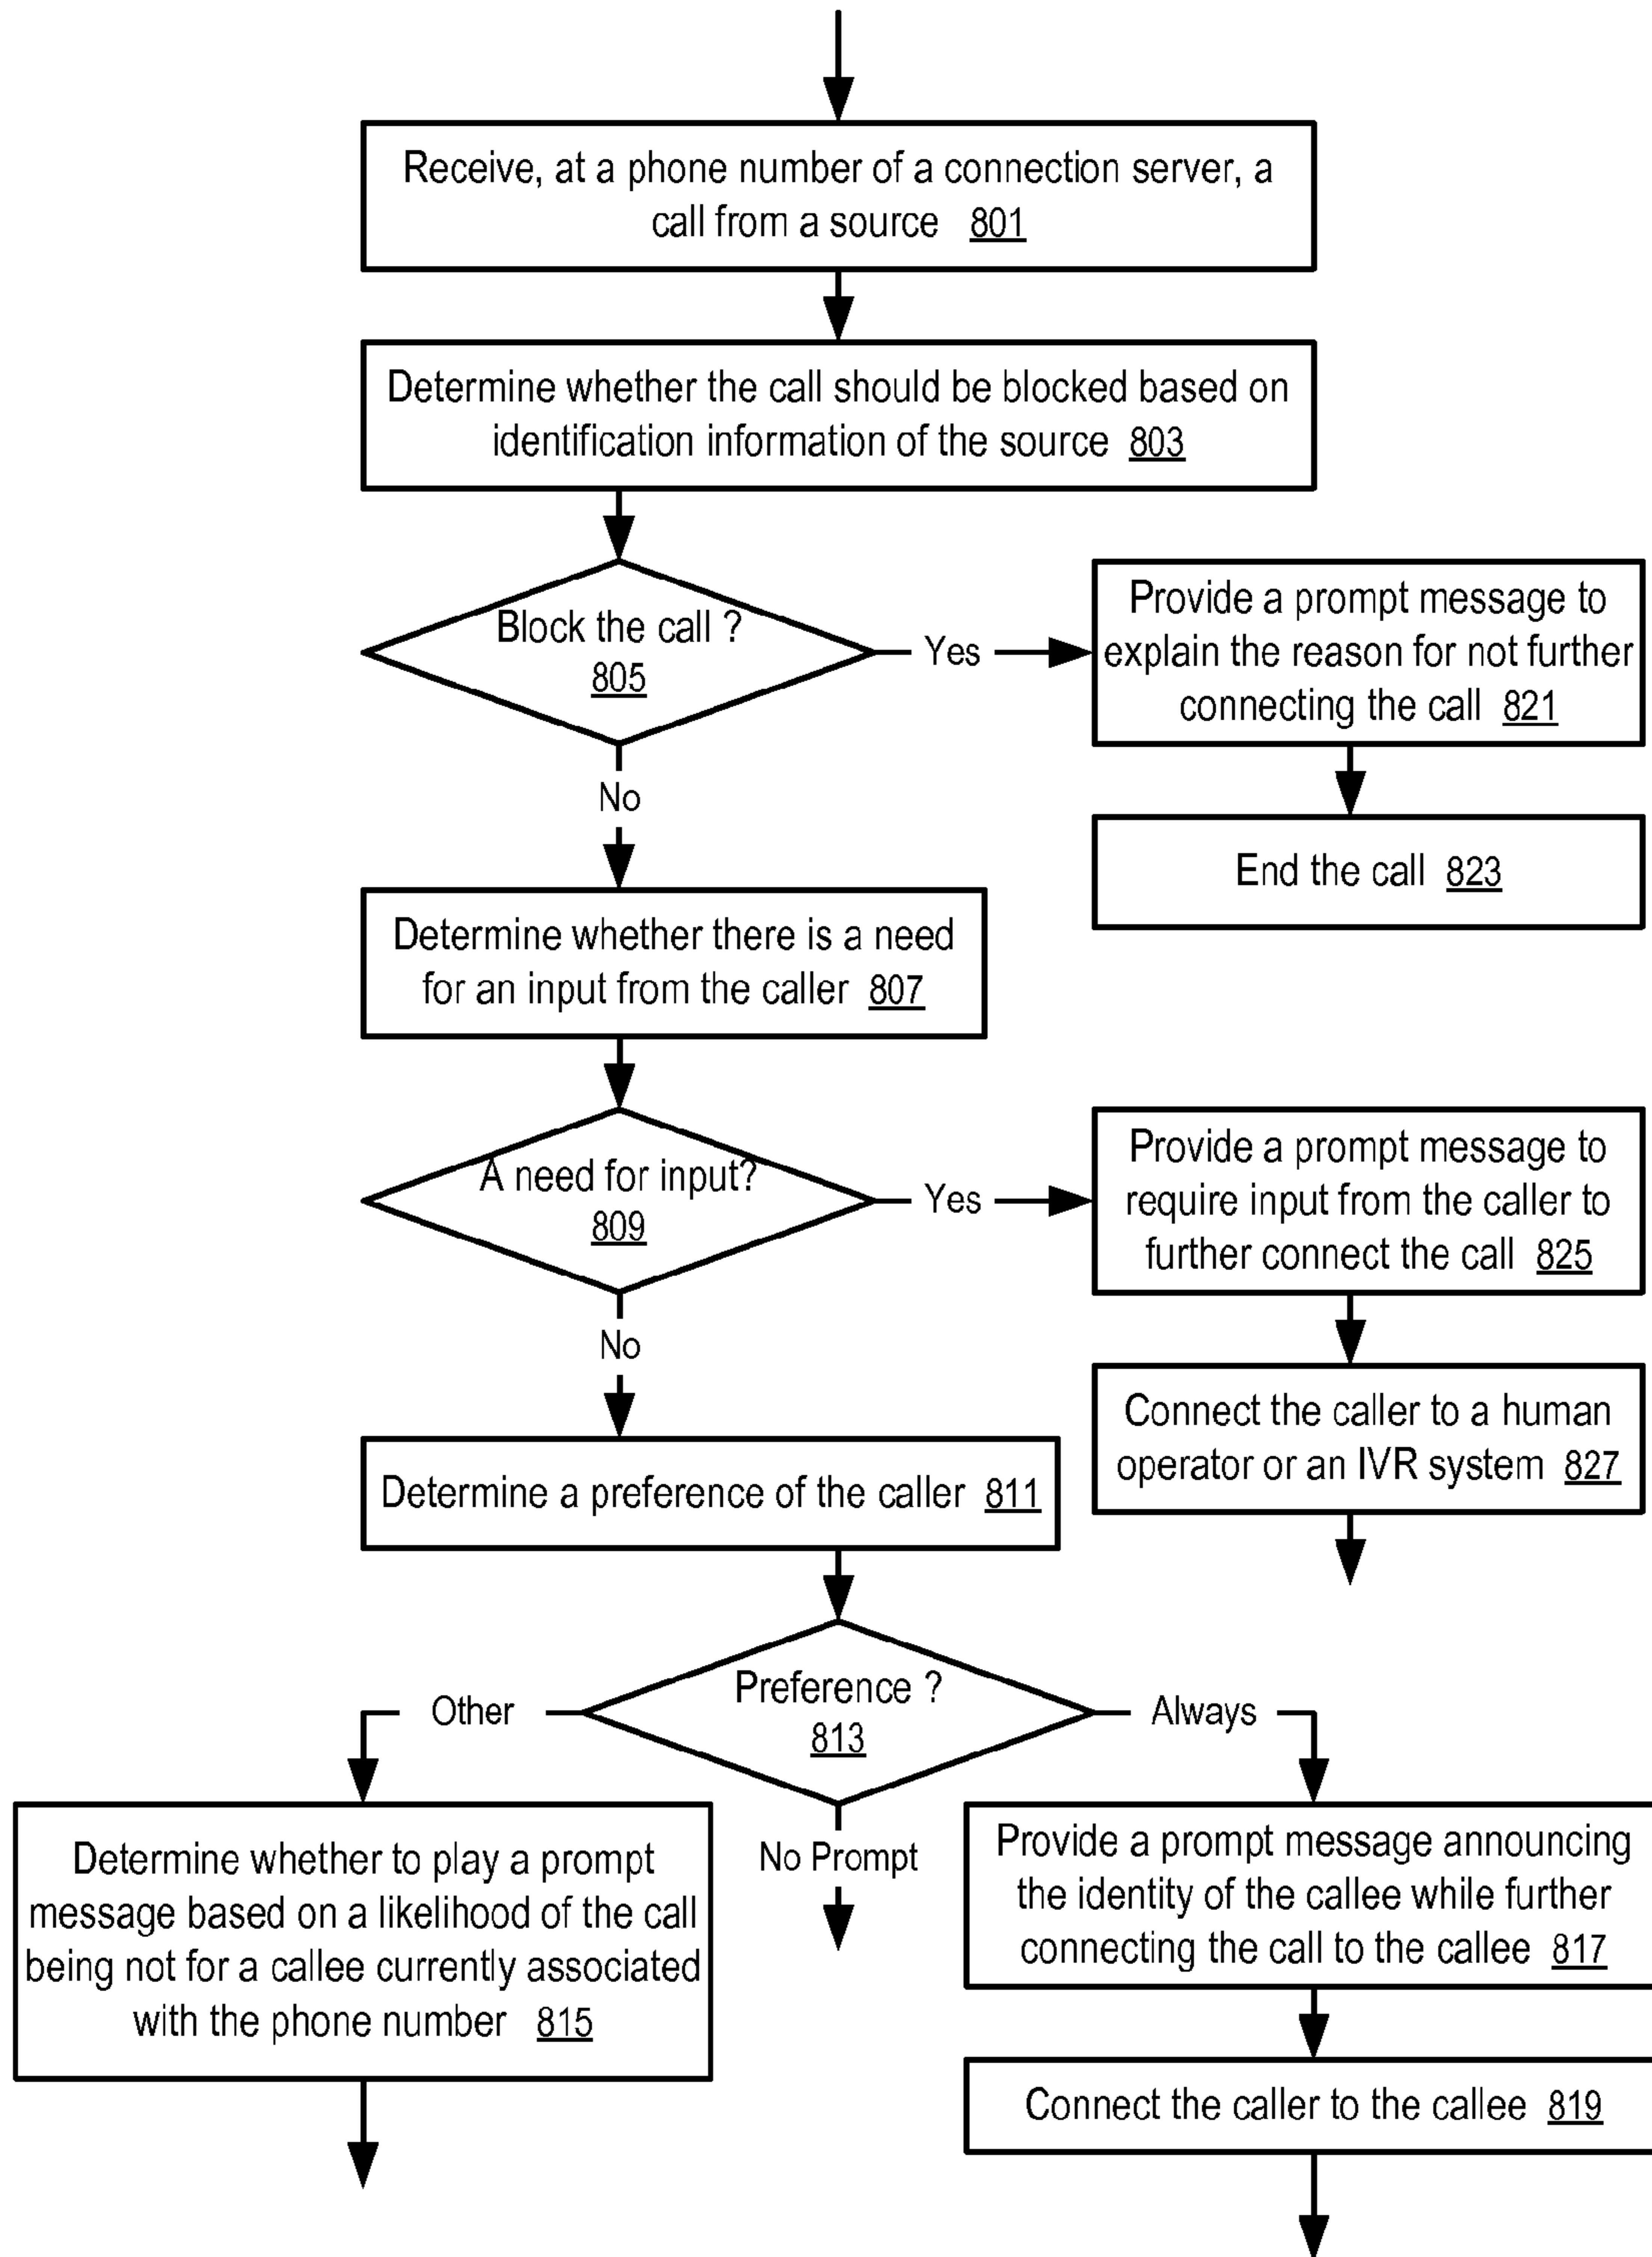 Receive, at a phone number of a connection server, a
call from a source 801
Determine whether the call should be blocked based on
identification information of the source 803
Block the call ?
805
Yes
Provide a prompt message to
explain the reason for not further
connecting the call 821
No
End the call 823
Determine whether there is a need
for an input from the caller 807
A need for input?
809
Yes
Provide a prompt message to
require input from the caller to
further connect the call 825
No
Connect the caller to a human
operator or an IVR system 827
Determine a preference of the caller 811
Preference ?
813
Other
Always
No Prompt
Determine whether to play a prompt
message based on a likelihood of the call
being not for a callee currently associated
with the phone number 815
Provide a prompt message announcing
the identity of the callee while further
connecting the call to the callee 817
Connect the caller to the callee 819